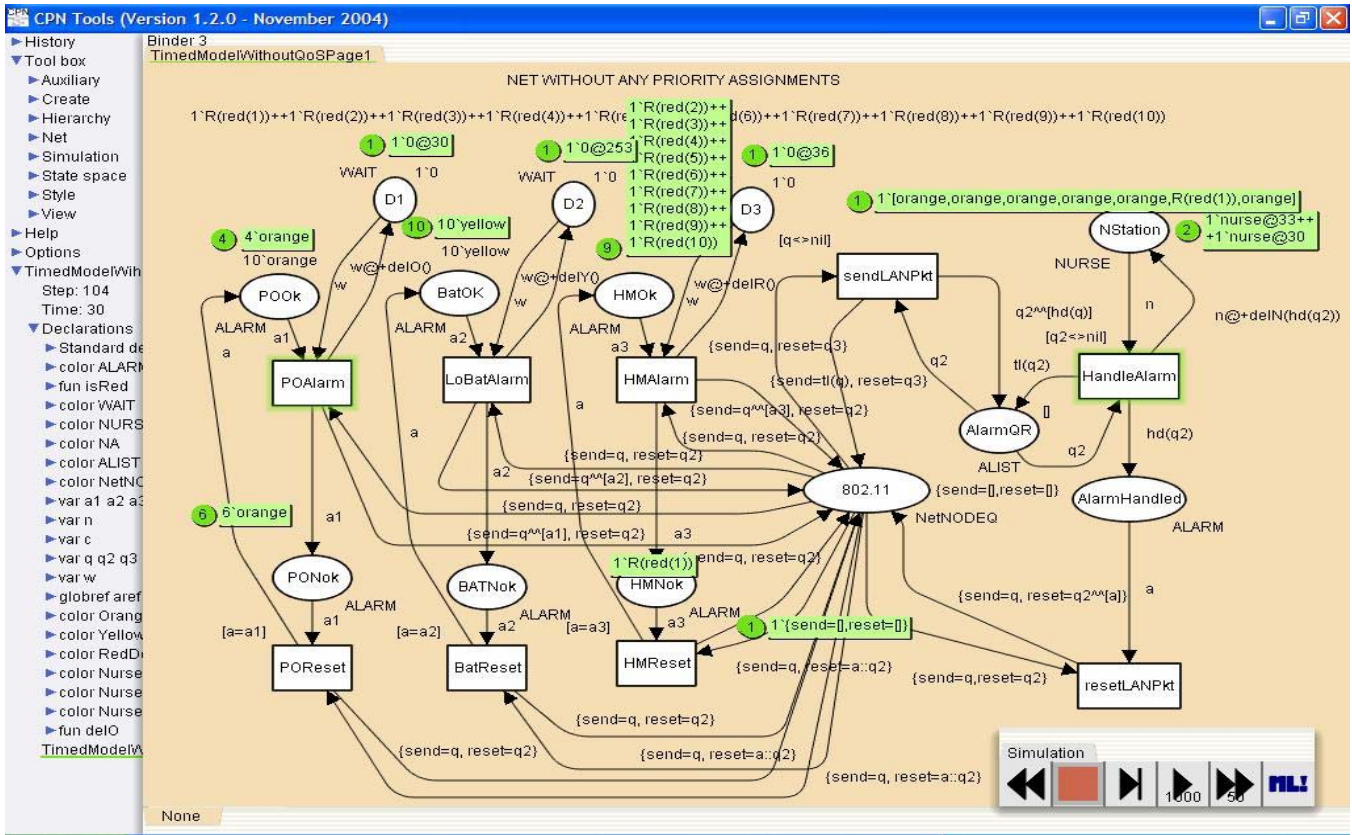 CPN Tools (Version 1.2.0 - November 2004)
History
Tool box
Auxiliary
Create
Hierarchy
Net
Simulation
State space
Style
View
Help
Options
TimedModelWih
Step: 104
Time: 30
Declarations
Standard de
color ALARM
fun isRed
color WAIT
color NURS
color NA
color ALIST
color NetNO
var a1 a2 a3
var n
var c
var q q2 q3
var w
globref aref
color Orang
color Yellow
color RedD
color Nurse
color Nurse
color Nurse
fun delO
TimedModelW
Binder 3
TimedModelWithoutQoSPage1
NET WITHOUT ANY PRIORITY ASSIGNMENTS
1`R(red(1))++1`R(red(2))++1`R(red(3))++1`R(red(4))++1`R(re
d(6))++1`R(red(7))++1`R(red(8))++1`R(red(9))++1`R(red(10))
1`R(red(2))++
1`R(red(3))++
1`R(red(4))++
1`R(red(5))++
1`R(red(6))++
1`R(red(7))++
1`R(red(8))++
1`R(red(9))++
1`R(red(10))
9
1 1`0@30
1 1`0@253
1 1`0@36
WAIT 1`0
WAIT 1`0
1`0
D1
D2
D3
1 1`[orange,orange,orange,orange,orange,R(red(1)),orange]
2 1`nurse@33++
+1`nurse@30
NStation
NURSE
4 4`orange
10`orange
10 10`yellow
10`yellow
[q<>nil]
POOk
BatOK
HMOk
sendLANPkt
w@+delO()
w
w@+delY()
w
w@+delR()
w
ALARM
a1
ALARM
a2
ALARM
a3
a
q2^^[hd(q)]
[q2<>nil]
n
n@+delN(hd(q2))
POAlarm
LoBatAlarm
HMAlarm
HandleAlarm
{send=q, reset=q3}
{send=tl(q), reset=q3}
q2
tl(q2)
[]
AlarmQR
ALIST
q2
hd(q2)
{send=q^^[a3], reset=q2}
{send=q, reset=q2}
{send=q, reset=q2}
{send=q^^[a2], reset=q2}
{send=q, reset=q2}
{send=q^^[a1], reset=q2}
a
a
a2
a3
a1
802.11
{send=[],reset=[]}
NetNODEQ
AlarmHandled
ALARM
6 6`orange
1`R(red(1))
end=q, reset=q2}
PONok
BATNok
HMNok
ALARM
ALARM
ALARM
{send=q, reset=q2^^[a]}
a
[a=a1]
a1
[a=a2]
a2
[a=a3]
a3
1 1`{send=[],reset=[]}
POReset
BatReset
HMReset
resetLANPkt
{send=q, reset=a::q2}
{send=q,reset=q2}
{send=q, reset=q2}
{send=q, reset=q2}
{send=q, reset=a::q2}
{send=q, reset=a::q2}
Simulation
1000
50
ML!
None